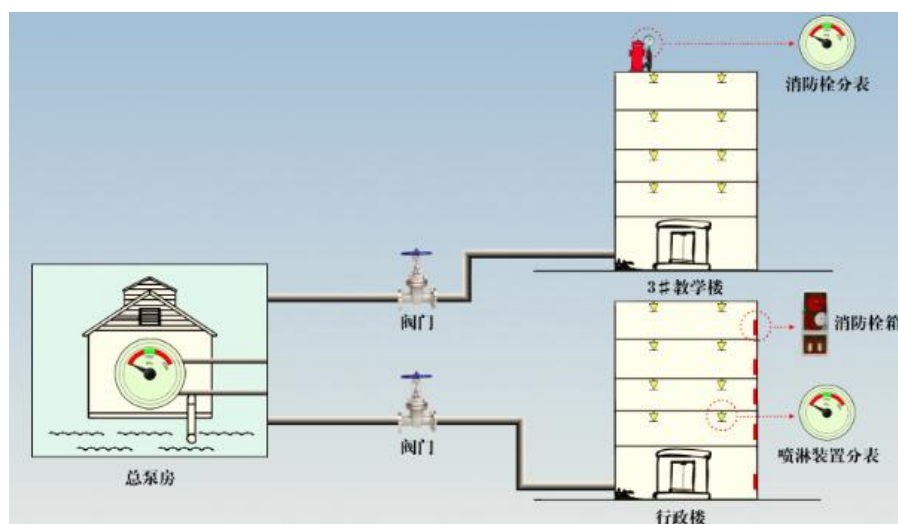 消防栓分表
3#教学楼
阀门
消防栓箱
阀门
喷淋装置分表
总泵房
行政楼